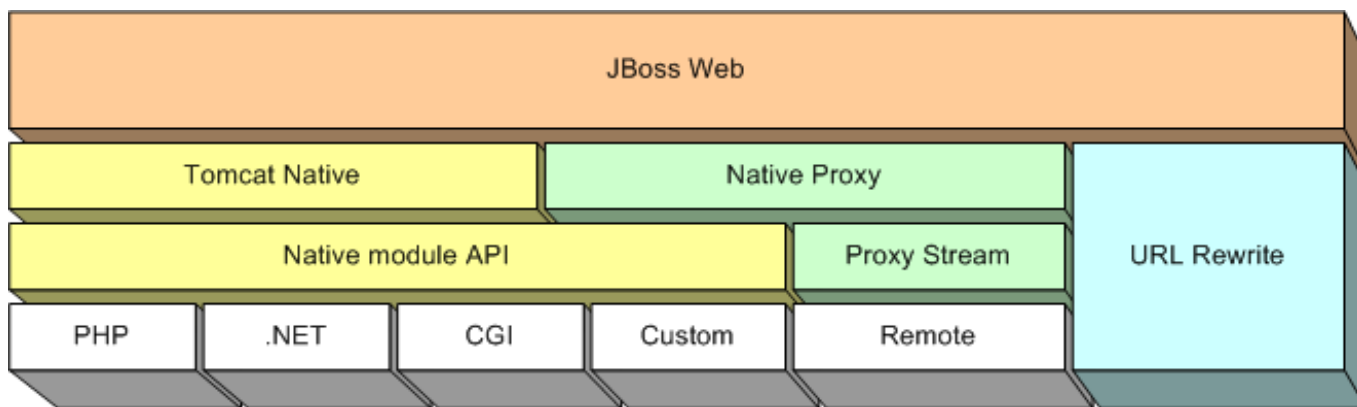 JBoss Web
Tomcat Native
Native Proxy
Native module API
Proxy Stream
URL Rewrite
PHP
.NET
CGI
Custom
Remote